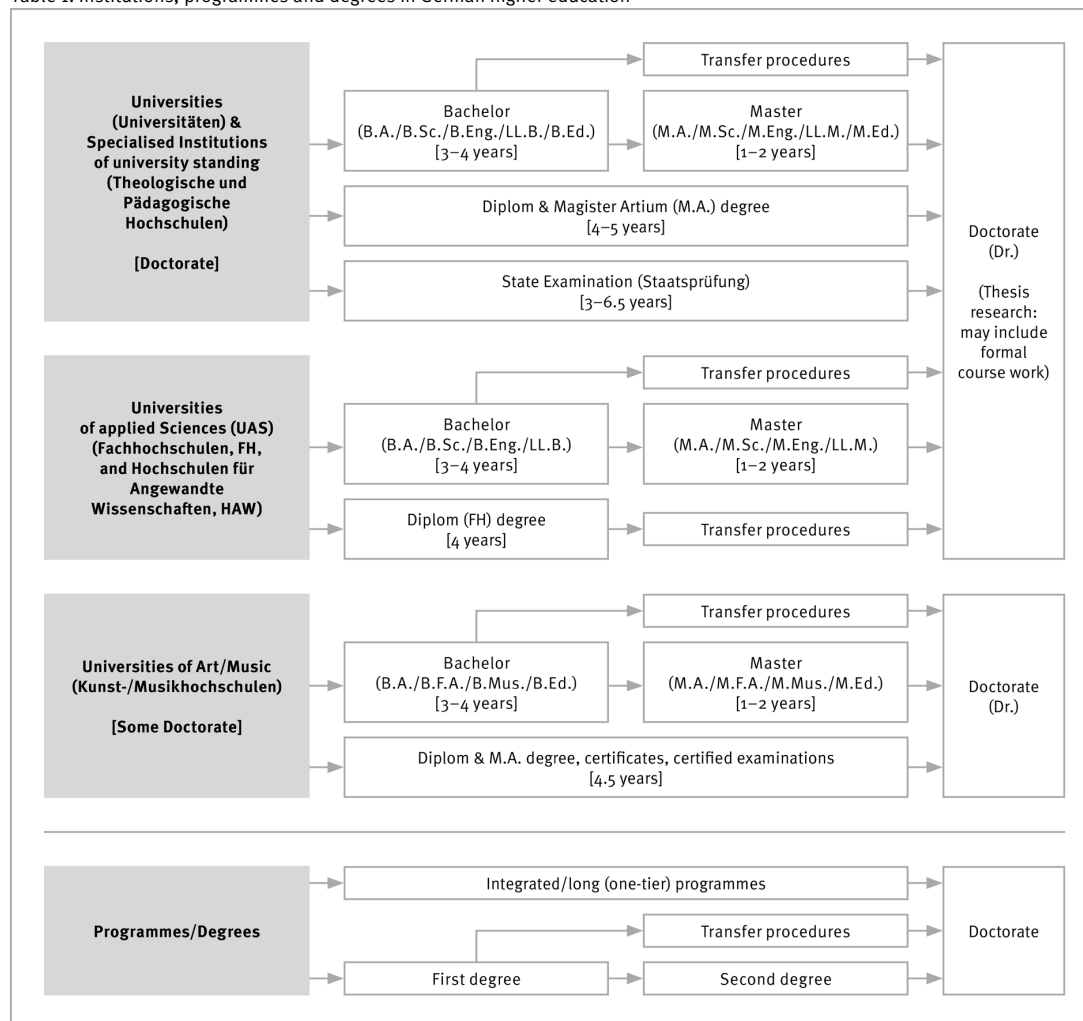 Table 1: Institutions, programmes and degrees in German higher education
Universities
(Universitäten) &
Specialised Institutions
of university standing
(Theologische und
Pädagogische
Hochschulen)
[Doctorate]
Transfer procedures
Bachelor
(B.A./B.Sc./B.Eng./LL.B./B.Ed.)
[3–4 years]
Master
(M.A./M.Sc./M.Eng./LL.M./M.Ed.)
[1–2 years]
Diplom & Magister Artium (M.A.) degree
[4–5 years]
State Examination (Staatsprüfung)
[3–6.5 years]
Doctorate
(Dr.)
(Thesis
research:
may include
formal
course work)
Universities
of applied Sciences (UAS)
(Fachhochschulen, FH,
and Hochschulen für
Angewandte
Wissenschaften, HAW)
Transfer procedures
Bachelor
(B.A./B.Sc./B.Eng./LL.B.)
[3–4 years]
Master
(M.A./M.Sc./M.Eng./LL.M.)
[1–2 years]
Diplom (FH) degree
[4 years]
Transfer procedures
Universities of Art/Music
(Kunst-/Musikhochschulen)
[Some Doctorate]
Transfer procedures
Bachelor
(B.A./B.F.A./B.Mus./B.Ed.)
[3–4 years]
Master
(M.A./M.F.A./M.Mus./M.Ed.)
[1–2 years]
Diplom & M.A. degree, certificates, certified examinations
[4.5 years]
Doctorate
(Dr.)
Programmes/Degrees
Integrated/long (one-tier) programmes
Transfer procedures
First degree
Second degree
Doctorate